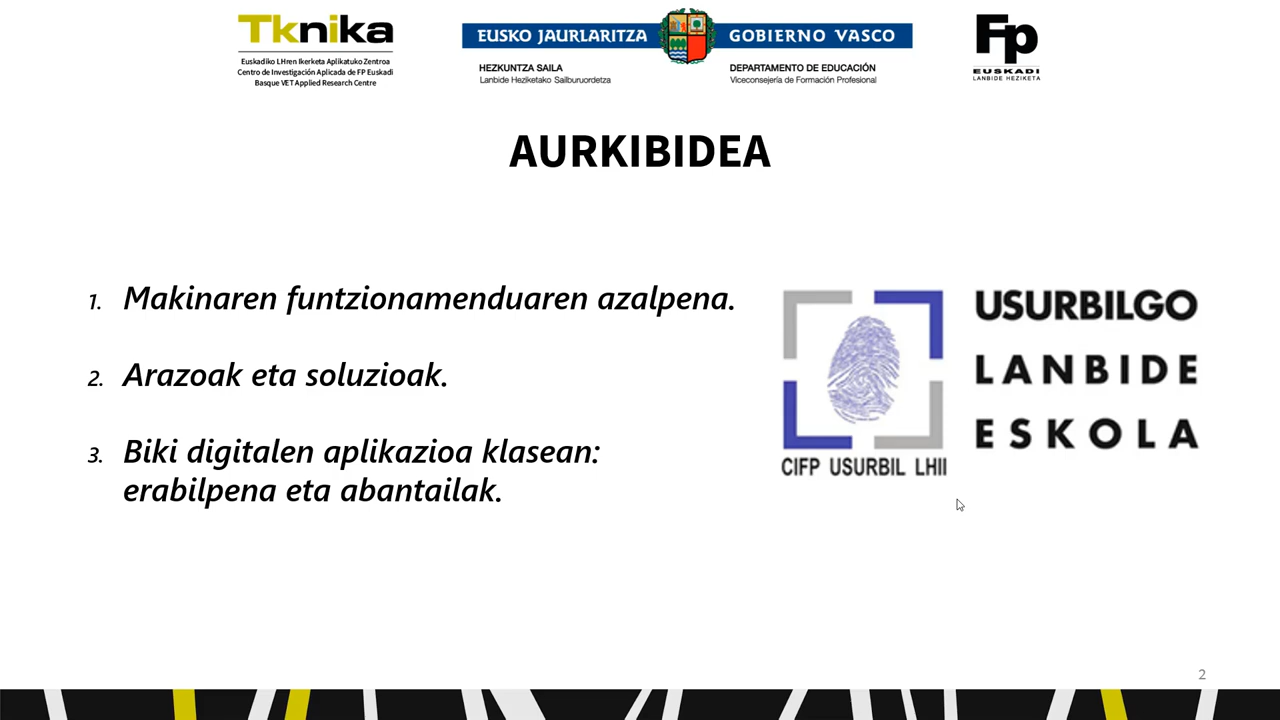 Tknika
Euskadiko LHren Ikerketa Aplikatuko Zentroa
Centro de Investigación Aplicada de FP Euskadi
Basque VET Applied Research Centre
EUSKO JAURLARITZA
GOBIERNO VASCO
HEZKUNTZA SAILA
Lanbide Heziketako Sailburuordetza
DEPARTAMENTO DE EDUCACIÓN
Viceconsejería de Formación Profesional
Fp
EUSKADI
LANBIDE HEZIKETA
AURKIBIDEA
1. Makinaren funtzionamenduaren azalpena.
2. Arazoak eta soluzioak.
3. Biki digitalen aplikazioa klasean:
erabilpena eta abantailak.
USURBILGO
LANBIDE
ESKOLA
CIFP USURBIL LHII
2